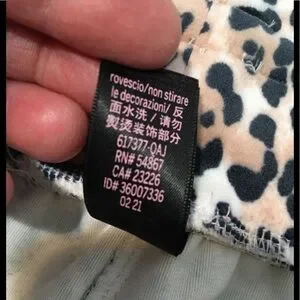 rovescio/non stirare
le decorazioni/反
面水洗/请勿
熨烫装饰部分
617377-0AJ
RN# 54867
CA# 23226
ID# 36007336
02 21